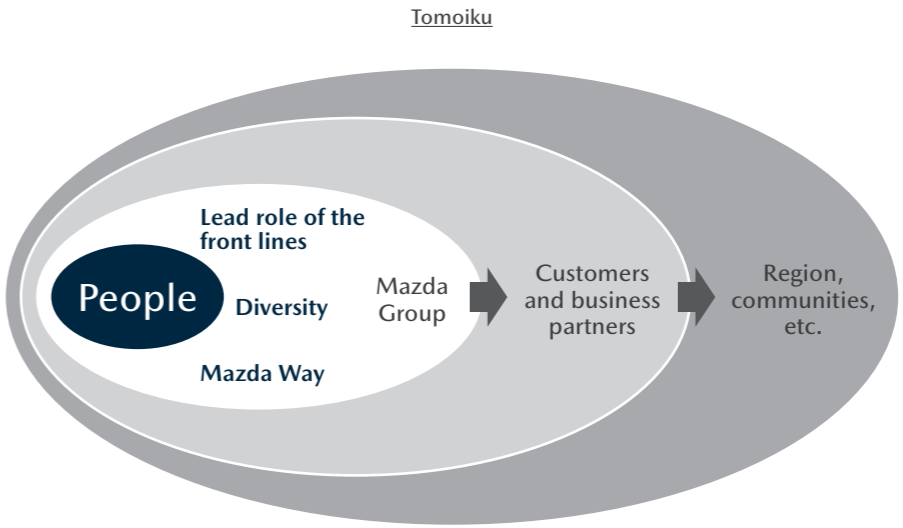 Tomoiku
Lead role of the
front lines
People
Diversity
Mazda Way
Mazda
Group
Customers
and business
partners
Region,
communities,
etc.